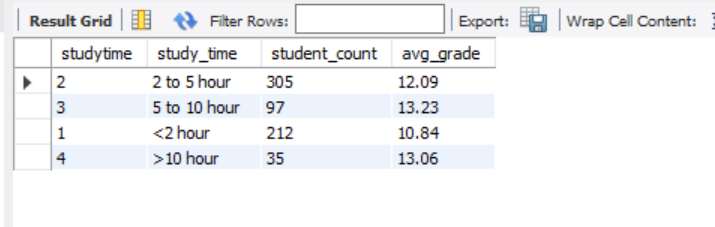 Result Grid Filter Rows: Export: Wrap Cell Content:
studytime study_time student_count avg_grade
2 2 to 5 hour 305 12.09
3 5 to 10 hour 97 13.23
1 <2 hour 212 10.84
4 >10 hour 35 13.06